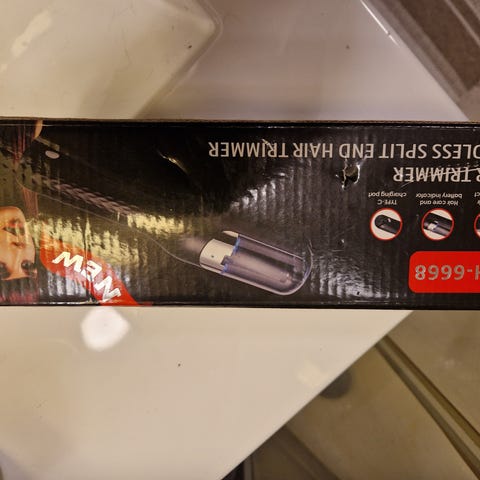 H-6668
TYPE-C
charging port
Hair care and
battery indicator
R TRIMMER
DLESS SPLIT END HAIR TRIMMER
NEW